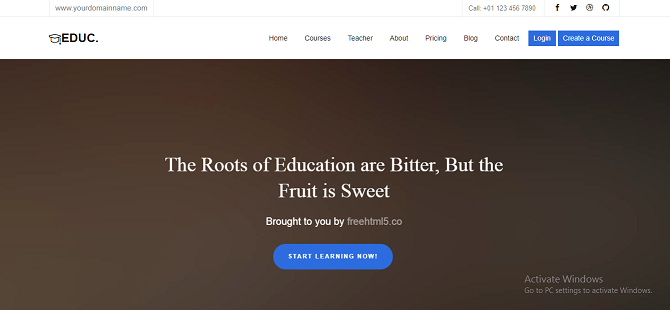 www.yourdomainname.com
Call: +01 123 456 7890
EDUC.
Home Courses Teacher About Pricing Blog Contact Login Create a Course
The Roots of Education are Bitter, But the
Fruit is Sweet
Brought to you by freehtml5.co
START LEARNING NOW!
Activate Windows
Go to PC settings to activate Windows.